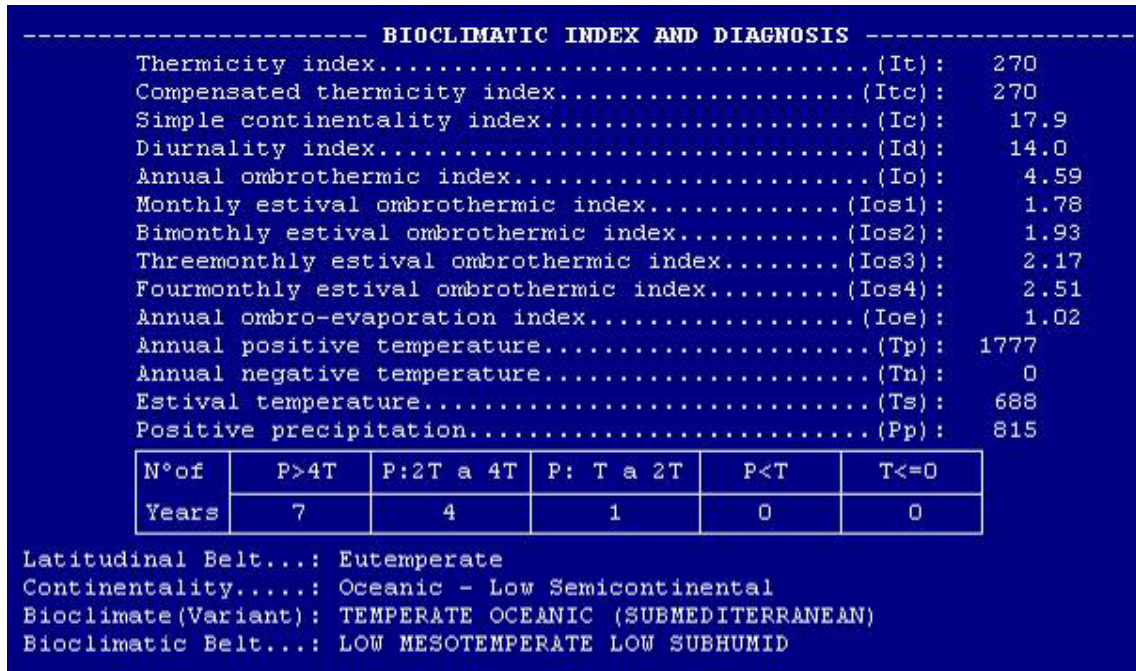 ------------------------ BIOCLIMATIC INDEX AND DIAGNOSIS ------------------
Thermicity index.................................(It): 270
Compensated thermicity index.....................(Itc): 270
Simple continentality index......................(Ic): 17.9
Diurnality index.................................(Id): 14.0
Annual ombrothermic index........................(Io): 4.59
Monthly estival ombrothermic index.............(Ios1): 1.78
Bimonthly estival ombrothermic index...........(Ios2): 1.93
Threemonthly estival ombrothermic index........(Ios3): 2.17
Fourmonthly estival ombrothermic index.........(Ios4): 2.51
Annual ombro-evaporation index..................(Ioe): 1.02
Annual positive temperature......................(Tp): 1777
Annual negative temperature......................(Tn): 0
Estival temperature..............................(Ts): 688
Positive precipitation...........................(Pp): 815
N°of P>4T P:2T a 4T P: T a 2T P<T T<=0
Years 7 4 1 0 0
Latitudinal Belt...: Eutemperate
Continentality.....: Oceanic - Low Semicontinental
Bioclimate(Variant): TEMPERATE OCEANIC (SUBMEDITERRANEAN)
Bioclimatic Belt...: LOW MESOTEMPERATE LOW SUBHUMID